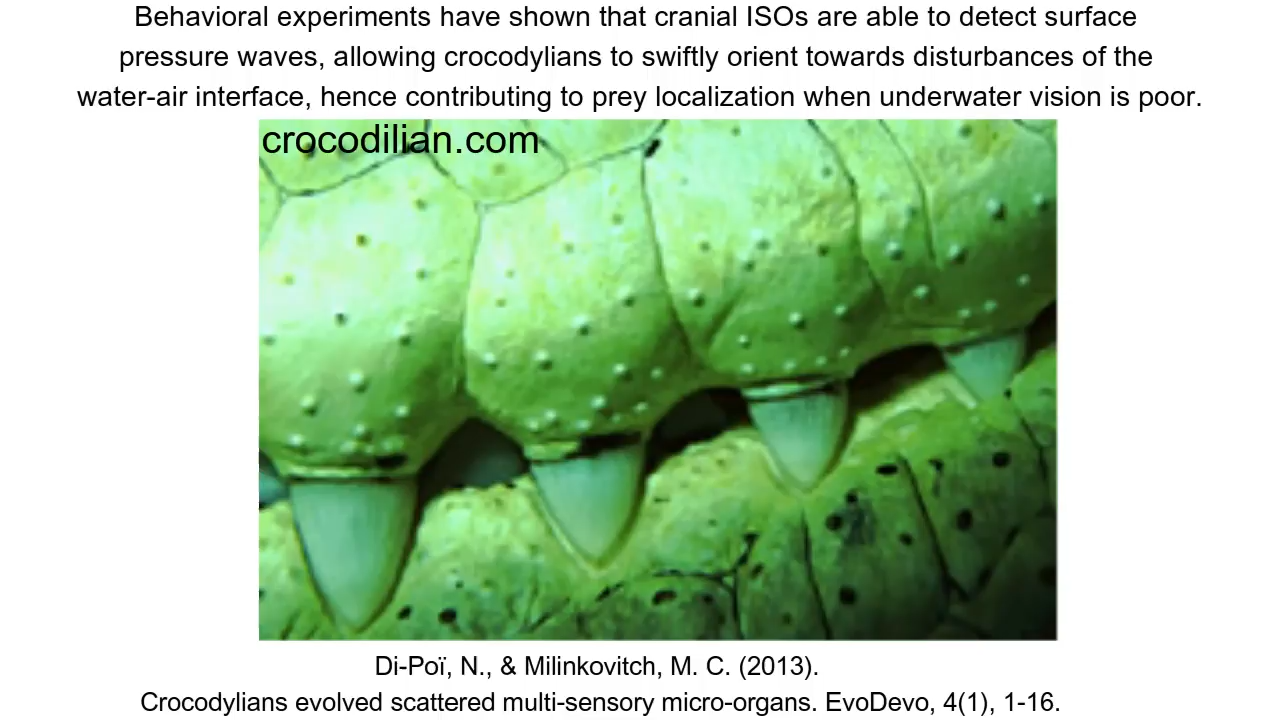 Behavioral experiments have shown that cranial ISOs are able to detect surface
pressure waves, allowing crocodylians to swiftly orient towards disturbances of the
water-air interface, hence contributing to prey localization when underwater vision is poor.
crocodilian.com
Di-Poï, N., & Milinkovitch, M. C. (2013).
Crocodylians evolved scattered multi-sensory micro-organs. EvoDevo, 4(1), 1-16.